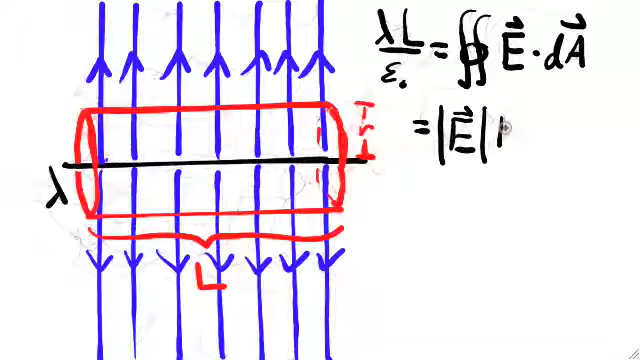 λL/ε₀ = ∯ E⃗ · dA⃗
= |E⃗| |
r
λ
L